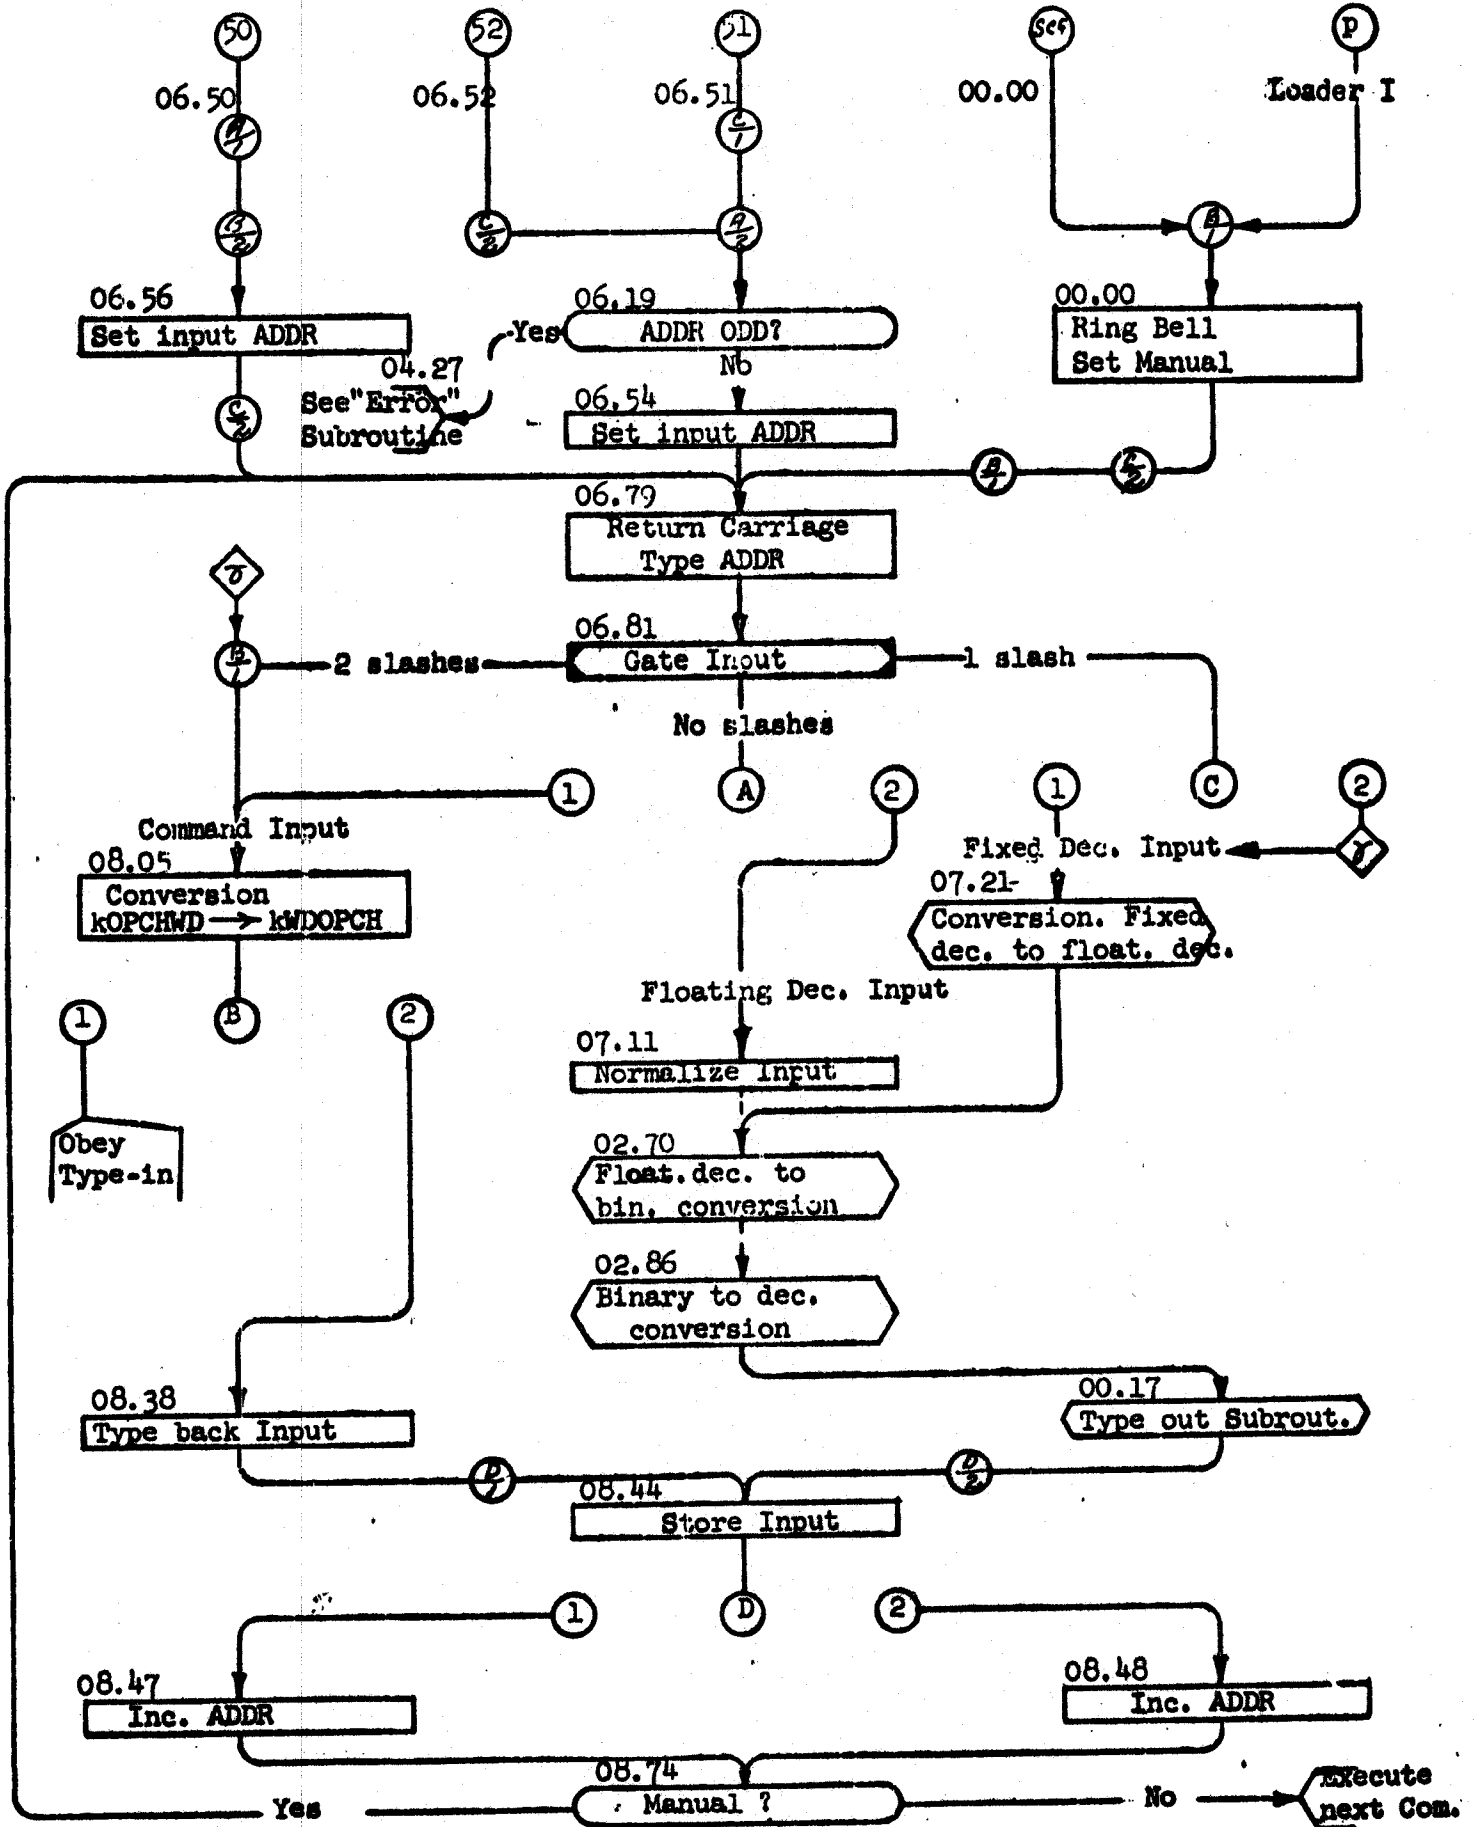 50
52
51
P
06.50
06.52
06.51
00.00
Loader I
C/1
B/1
C/2
A/2
06.56
Set input ADDR
06.19
ADDR ODD?
Yes
No
00.00
Ring Bell
Set Manual
04.27
See "Error"
Subroutine
06.54
Set input ADDR
06.79
Return Carriage
Type ADDR
06.81
Gate Input
B/1
2 slashes
1 slash
No slashes
1
A
2
1
C
2
Command Input
08.05
Conversion
kOPCHWD → kWDOPCH
Fixed Dec. Input
γ
07.21-
Conversion. Fixed
dec. to float. dec.
Floating Dec. Input
1
B
2
07.11
Normalize Input
Obey
Type-in
02.70
Float.dec. to
bin. conversion
02.86
Binary to dec.
conversion
08.38
Type back Input
00.17
Type out Subrout.
D/1
D/2
08.44
Store Input
1
D
2
08.47
Inc. ADDR
08.48
Inc. ADDR
08.74
Manual ?
Yes
No
Execute
next Com.